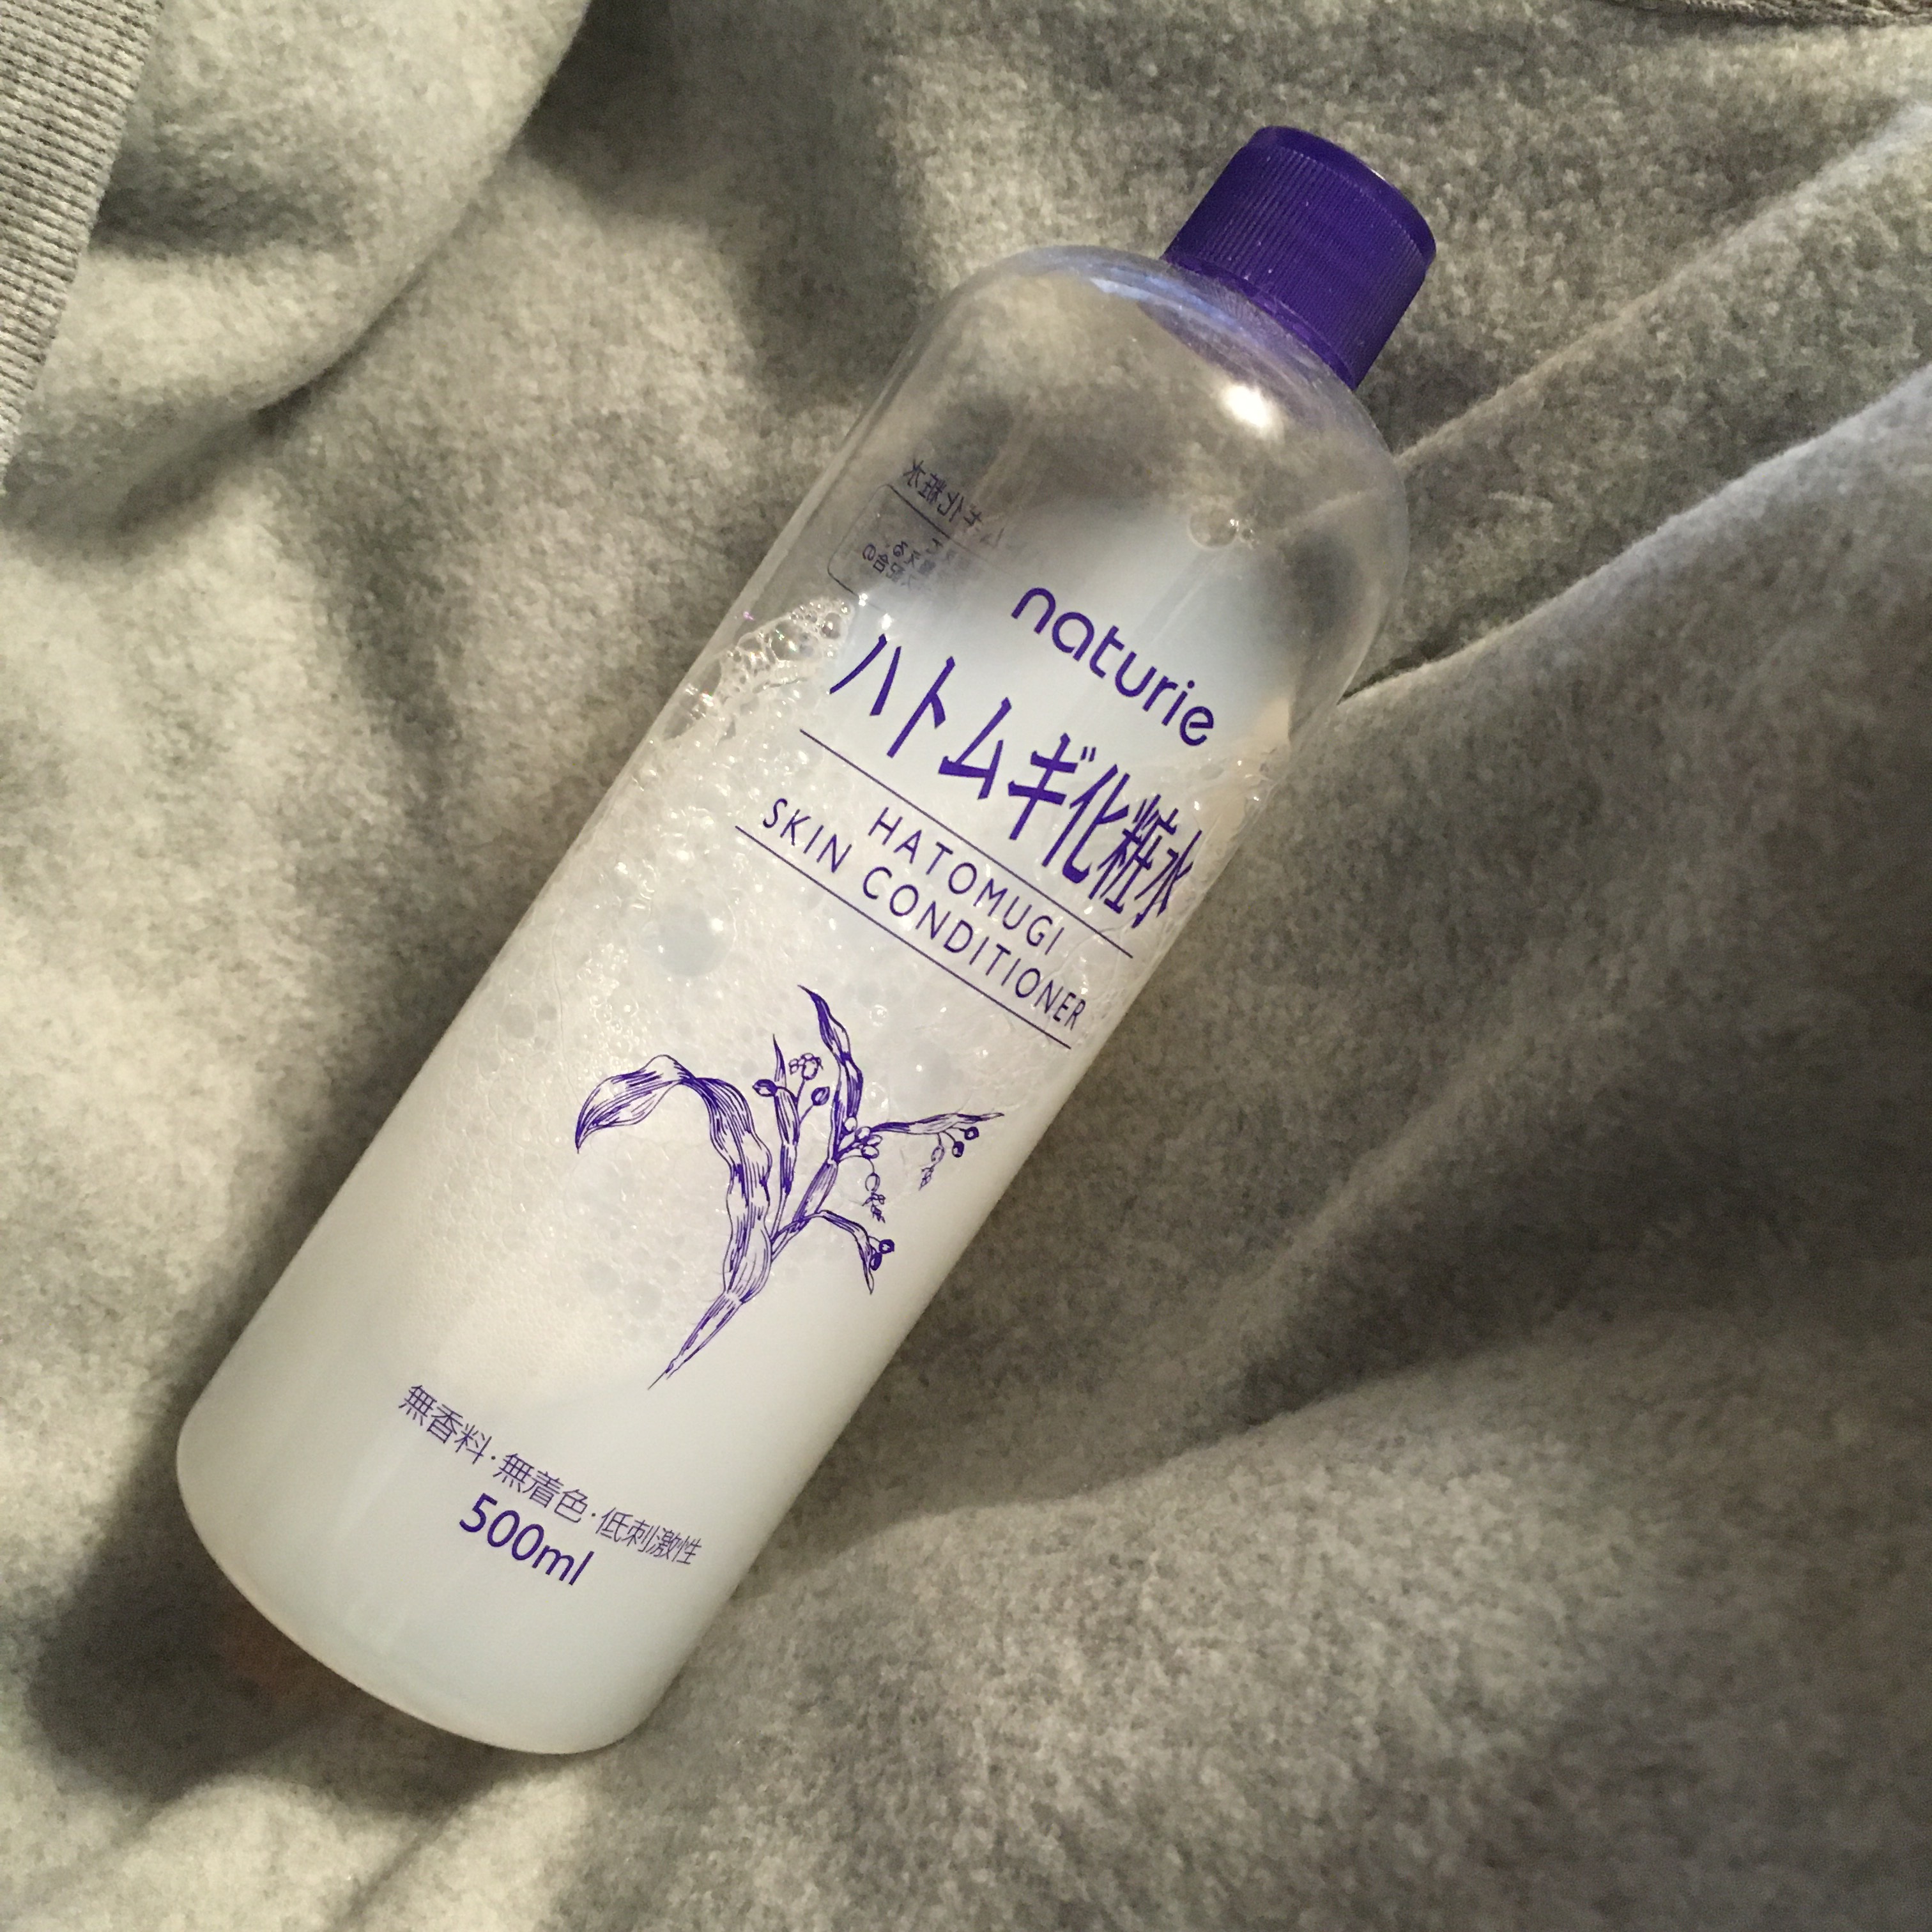 naturie
ハトムギ化粧水
HATOMUGI
SKIN CONDITIONER
無香料・無着色・低刺激性
500ml